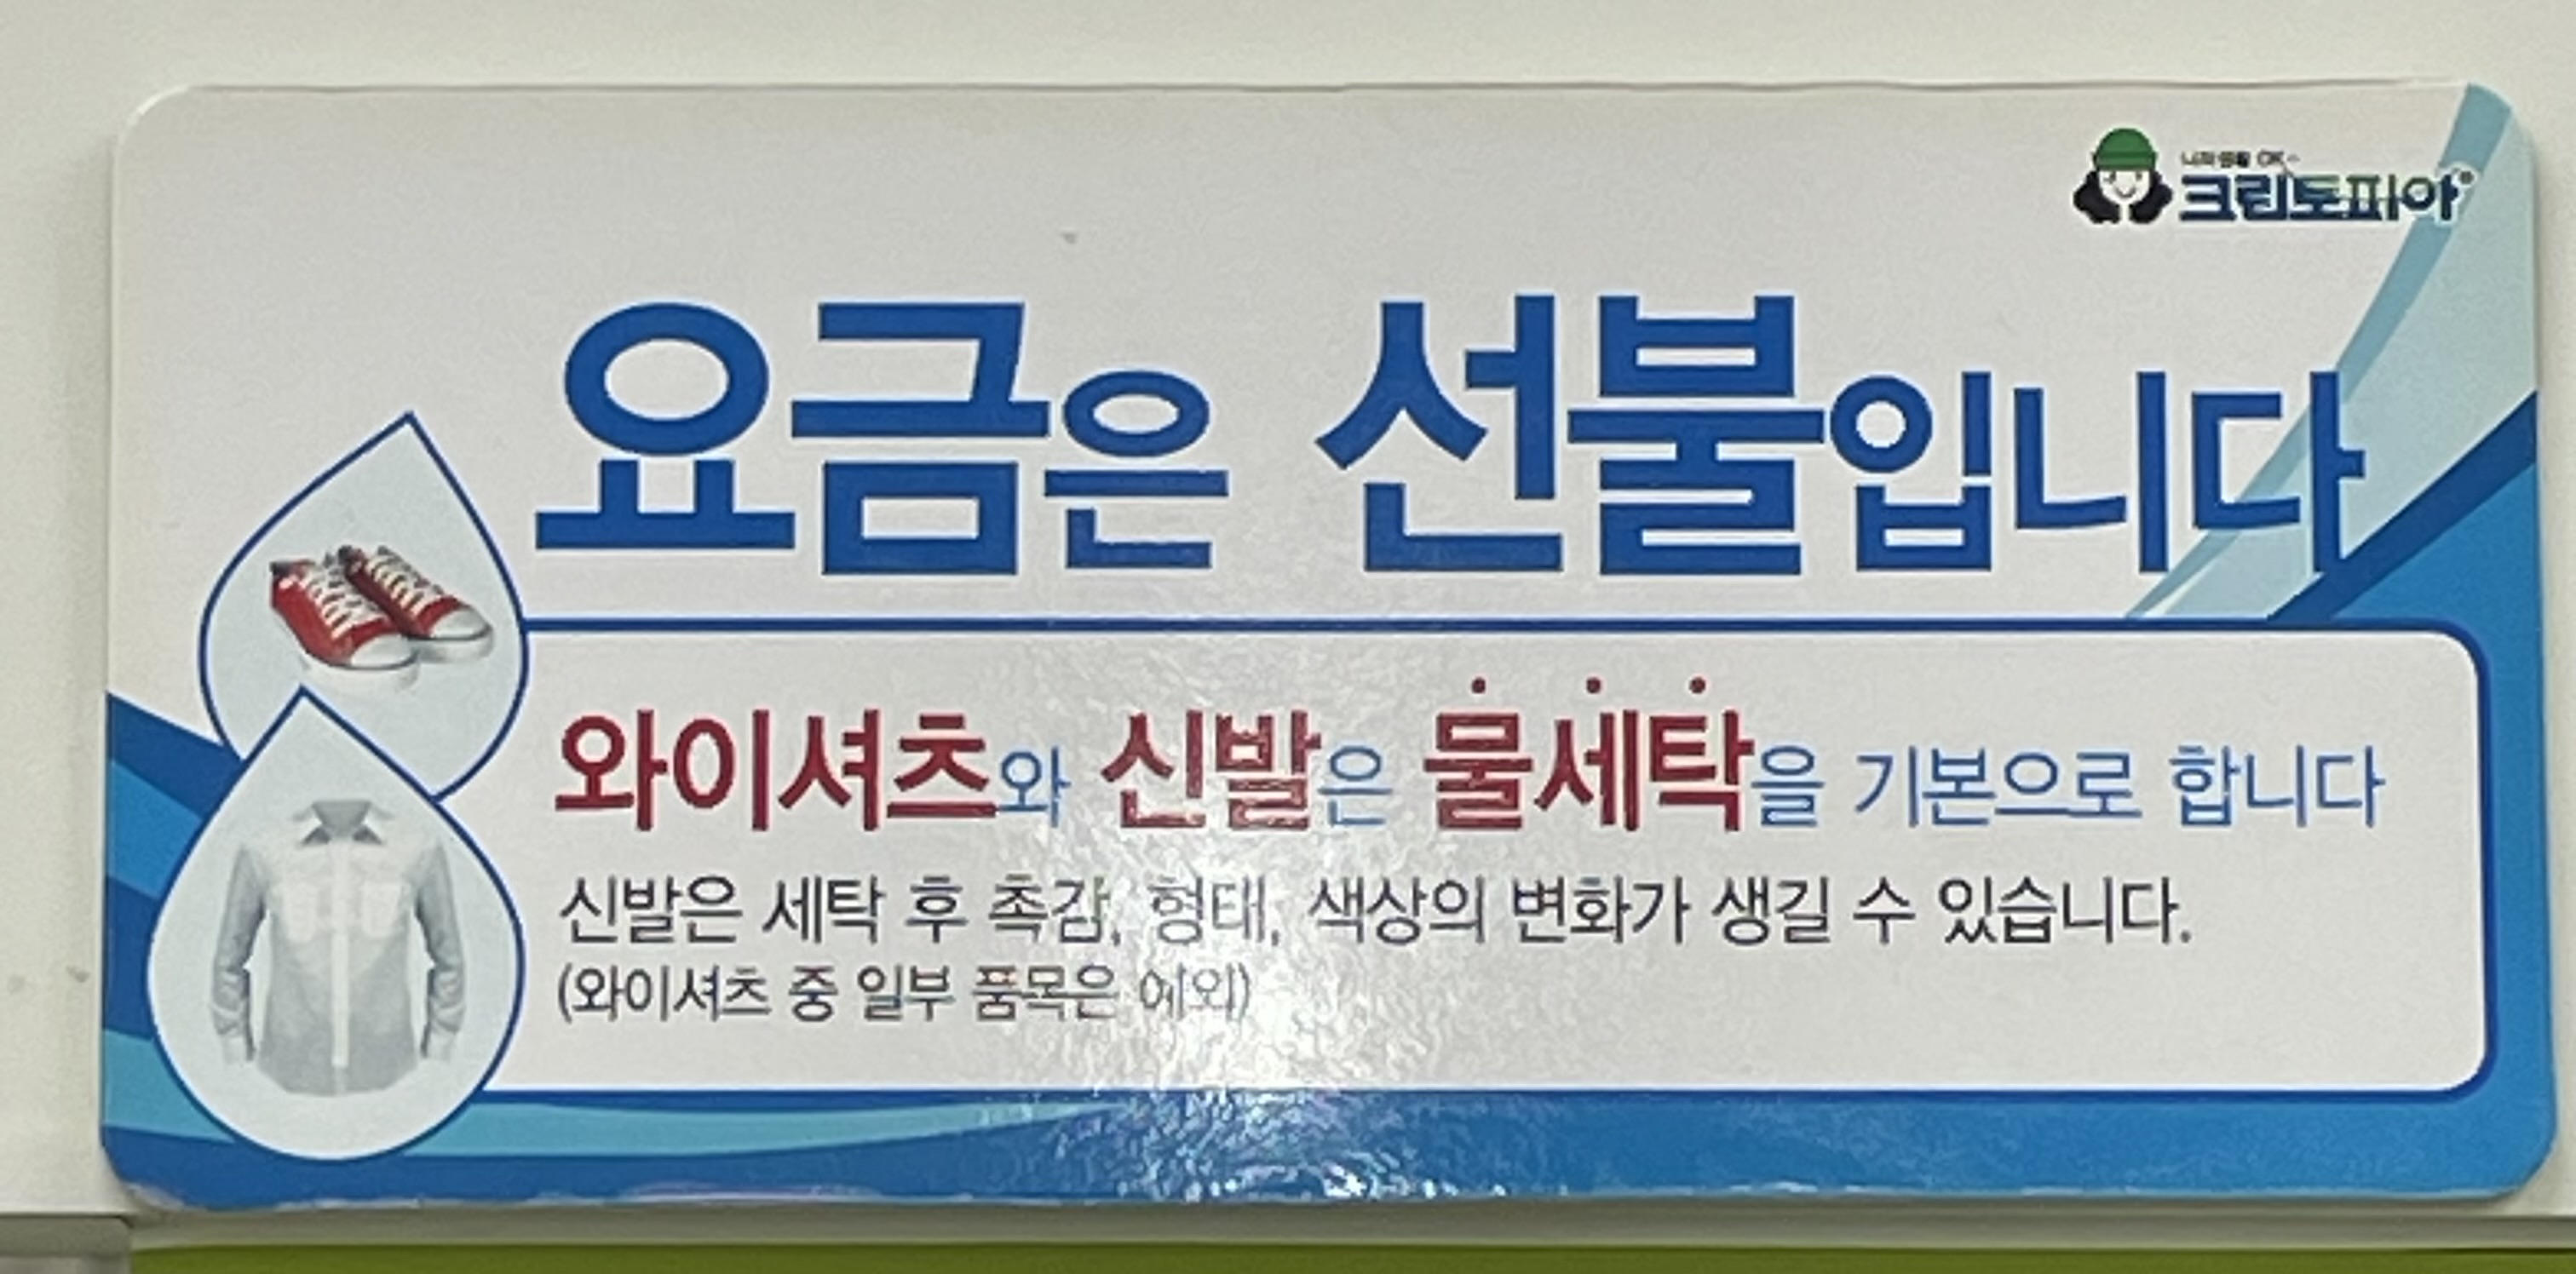 크린토피아
요금은 선불입니다
와이셔츠와 신발은 물세탁을 기본으로 합니다
신발은 세탁 후 촉감, 형태, 색상의 변화가 생길 수 있습니다.
(와이셔츠 중 일부 품목은 예외)